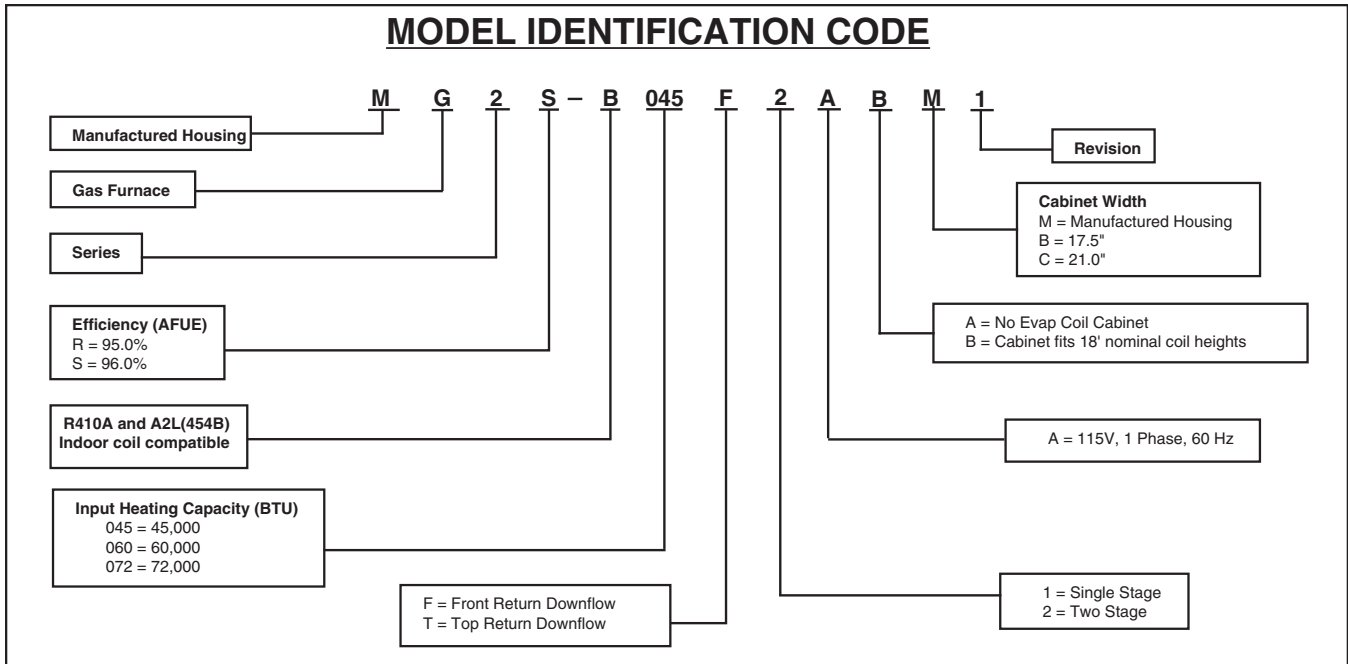 MODEL IDENTIFICATION CODE
M G 2 S – B 045 F 2 A B M 1
Manufactured Housing
Gas Furnace
Series
Efficiency (AFUE)
R = 95.0%
S = 96.0%
R410A and A2L(454B)
Indoor coil compatible
Input Heating Capacity (BTU)
045 = 45,000
060 = 60,000
072 = 72,000
F = Front Return Downflow
T = Top Return Downflow
Revision
Cabinet Width
M = Manufactured Housing
B = 17.5"
C = 21.0"
A = No Evap Coil Cabinet
B = Cabinet fits 18' nominal coil heights
A = 115V, 1 Phase, 60 Hz
1 = Single Stage
2 = Two Stage